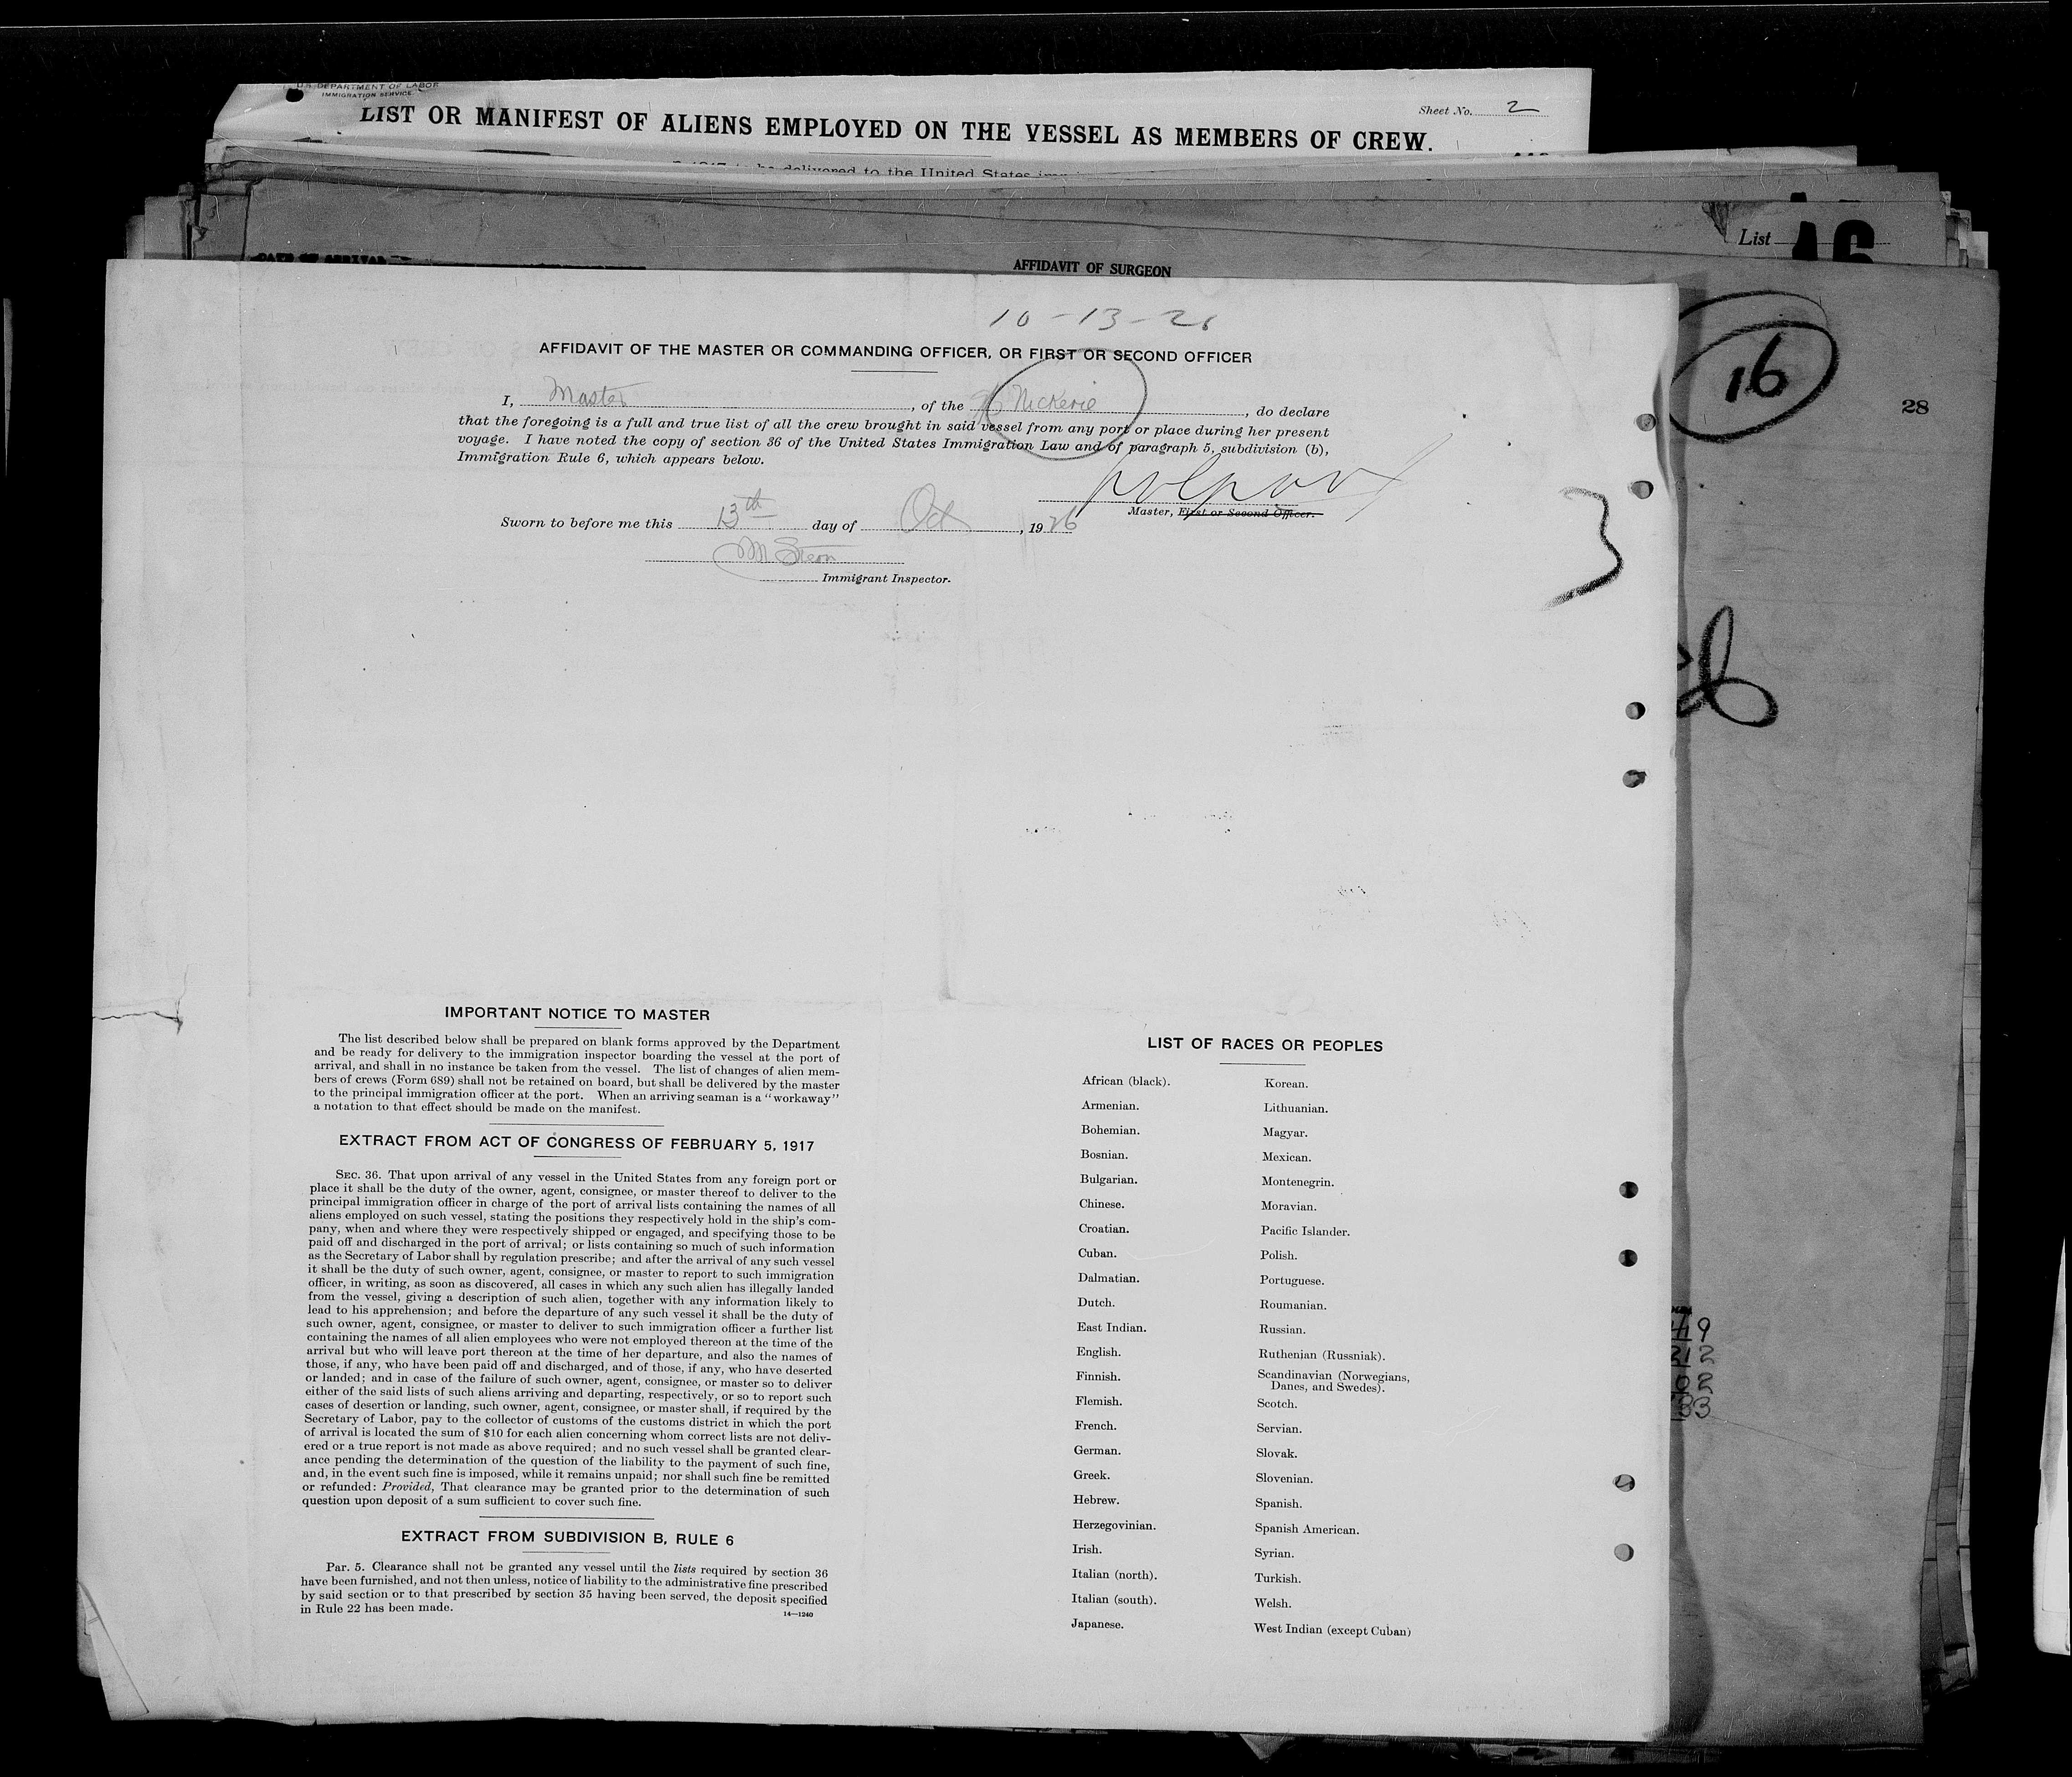 U.S. DEPARTMENT OF LABOR
IMMIGRATION SERVICE
Sheet No. 2
LIST OR MANIFEST OF ALIENS EMPLOYED ON THE VESSEL AS MEMBERS OF CREW.
be delivered to the United States
List 16
DATE OF ARRIVAL
AFFIDAVIT OF SURGEON
16
28
10-13-26
AFFIDAVIT OF THE MASTER OR COMMANDING OFFICER, OR FIRST OR SECOND OFFICER
I, Master, of the Nickerie, do declare
that the foregoing is a full and true list of all the crew brought in said vessel from any port or place during her present
voyage. I have noted the copy of section 36 of the United States Immigration Law and of paragraph 5, subdivision (b),
Immigration Rule 6, which appears below.
Master, First or Second Officer.
Sworn to before me this 13th day of Oct, 1926
Immigrant Inspector.
3
IMPORTANT NOTICE TO MASTER
The list described below shall be prepared on blank forms approved by the Department
and be ready for delivery to the immigration inspector boarding the vessel at the port of
arrival, and shall in no instance be taken from the vessel. The list of changes of alien mem-
bers of crews (Form 689) shall not be retained on board, but shall be delivered by the master
to the principal immigration officer at the port. When an arriving seaman is a "workaway"
a notation to that effect should be made on the manifest.
EXTRACT FROM ACT OF CONGRESS OF FEBRUARY 5, 1917
SEC. 36. That upon arrival of any vessel in the United States from any foreign port or
place it shall be the duty of the owner, agent, consignee, or master thereof to deliver to the
principal immigration officer in charge of the port of arrival lists containing the names of all
aliens employed on such vessel, stating the positions they respectively hold in the ship's com-
pany, when and where they were respectively shipped or engaged, and specifying those to be
paid off and discharged in the port of arrival; or lists containing so much of such information
as the Secretary of Labor shall by regulation prescribe; and after the arrival of any such vessel
it shall be the duty of such owner, agent, consignee, or master to report to such immigration
officer, in writing, as soon as discovered, all cases in which any such alien has illegally landed
from the vessel, giving a description of such alien, together with any information likely to
lead to his apprehension; and before the departure of any such vessel it shall be the duty of
such owner, agent, consignee, or master to deliver to such immigration officer a further list
containing the names of all alien employees who were not employed thereon at the time of the
arrival but who will leave port thereon at the time of her departure, and also the names of
those, if any, who have been paid off and discharged, and of those, if any, who have deserted
or landed; and in case of the failure of such owner, agent, consignee, or master so to deliver
either of the said lists of such aliens arriving and departing, respectively, or so to report such
cases of desertion or landing, such owner, agent, consignee, or master shall, if required by the
Secretary of Labor, pay to the collector of customs of the customs district in which the port
of arrival is located the sum of $10 for each alien concerning whom correct lists are not deliv-
ered or a true report is not made as above required; and no such vessel shall be granted clear-
ance pending the determination of the question of the liability to the payment of such fine,
and, in the event such fine is imposed, while it remains unpaid; nor shall such fine be remitted
or refunded: Provided, That clearance may be granted prior to the determination of such
question upon deposit of a sum sufficient to cover such fine.
EXTRACT FROM SUBDIVISION B, RULE 6
Par. 5. Clearance shall not be granted any vessel until the lists required by section 36
have been furnished, and not then unless, notice of liability to the administrative fine prescribed
by said section or to that prescribed by section 35 having been served, the deposit specified
in Rule 22 has been made.
14—1240
LIST OF RACES OR PEOPLES
African (black).
Armenian.
Bohemian.
Bosnian.
Bulgarian.
Chinese.
Croatian.
Cuban.
Dalmatian.
Dutch.
East Indian.
English.
Finnish.
Flemish.
French.
German.
Greek.
Hebrew.
Herzegovinian.
Irish.
Italian (north).
Italian (south).
Japanese.
Korean.
Lithuanian.
Magyar.
Mexican.
Montenegrin.
Moravian.
Pacific Islander.
Polish.
Portuguese.
Roumanian.
Russian.
Ruthenian (Russniak).
Scandinavian (Norwegians,
Danes, and Swedes).
Scotch.
Servian.
Slovak.
Slovenian.
Spanish.
Spanish American.
Syrian.
Turkish.
Welsh.
West Indian (except Cuban)